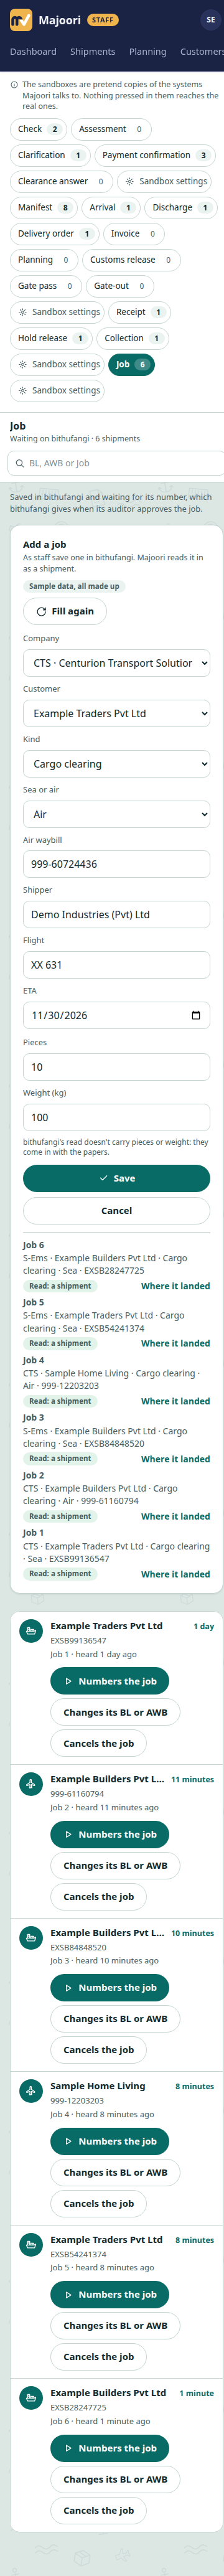 Majoori STAFF SE
Dashboard Shipments Planning Customers
The sandboxes are pretend copies of the systems
Majoori talks to. Nothing pressed in them reaches the
real ones.
Check 2 Assessment 0
Clarification 1 Payment confirmation 3
Clearance answer 0 Sandbox settings
Manifest 8 Arrival 1 Discharge 1
Delivery order 1 Invoice 0
Planning 0 Customs release 0
Gate pass 0 Gate-out 0
Sandbox settings Receipt 1
Hold release 1 Collection 1
Sandbox settings Job 6
Sandbox settings
Job
Waiting on bithufangi · 6 shipments
BL, AWB or Job
Saved in bithufangi and waiting for its number, which
bithufangi gives when its auditor approves the job.
Add a job
As staff save one in bithufangi. Majoori reads it in
as a shipment.
Sample data, all made up
Fill again
Company
CTS · Centurion Transport Solution
Customer
Example Traders Pvt Ltd
Kind
Cargo clearing
Sea or air
Air
Air waybill
999-60724436
Shipper
Demo Industries (Pvt) Ltd
Flight
XX 631
ETA
11/30/2026
Pieces
10
Weight (kg)
100
bithufangi's read doesn't carry pieces or weight: they
come in with the papers.
Save
Cancel
Job 6
S-Ems · Example Builders Pvt Ltd · Cargo
clearing · Sea · EXSB28247725
Read: a shipment Where it landed
Job 5
S-Ems · Example Traders Pvt Ltd · Cargo
clearing · Sea · EXSB54241374
Read: a shipment Where it landed
Job 4
CTS · Sample Home Living · Cargo clearing ·
Air · 999-12203203
Read: a shipment Where it landed
Job 3
S-Ems · Example Builders Pvt Ltd · Cargo
clearing · Sea · EXSB84848520
Read: a shipment Where it landed
Job 2
CTS · Example Builders Pvt Ltd · Cargo
clearing · Air · 999-61160794
Read: a shipment Where it landed
Job 1
CTS · Example Traders Pvt Ltd · Cargo clearing
· Sea · EXSB99136547
Read: a shipment Where it landed
Example Traders Pvt Ltd 1 day
EXSB99136547
Job 1 · heard 1 day ago
Numbers the job
Changes its BL or AWB
Cancels the job
Example Builders Pvt L... 11 minutes
999-61160794
Job 2 · heard 11 minutes ago
Numbers the job
Changes its BL or AWB
Cancels the job
Example Builders Pvt L... 10 minutes
EXSB84848520
Job 3 · heard 10 minutes ago
Numbers the job
Changes its BL or AWB
Cancels the job
Sample Home Living 8 minutes
999-12203203
Job 4 · heard 8 minutes ago
Numbers the job
Changes its BL or AWB
Cancels the job
Example Traders Pvt Ltd 8 minutes
EXSB54241374
Job 5 · heard 8 minutes ago
Numbers the job
Changes its BL or AWB
Cancels the job
Example Builders Pvt Ltd 1 minute
EXSB28247725
Job 6 · heard 1 minute ago
Numbers the job
Changes its BL or AWB
Cancels the job